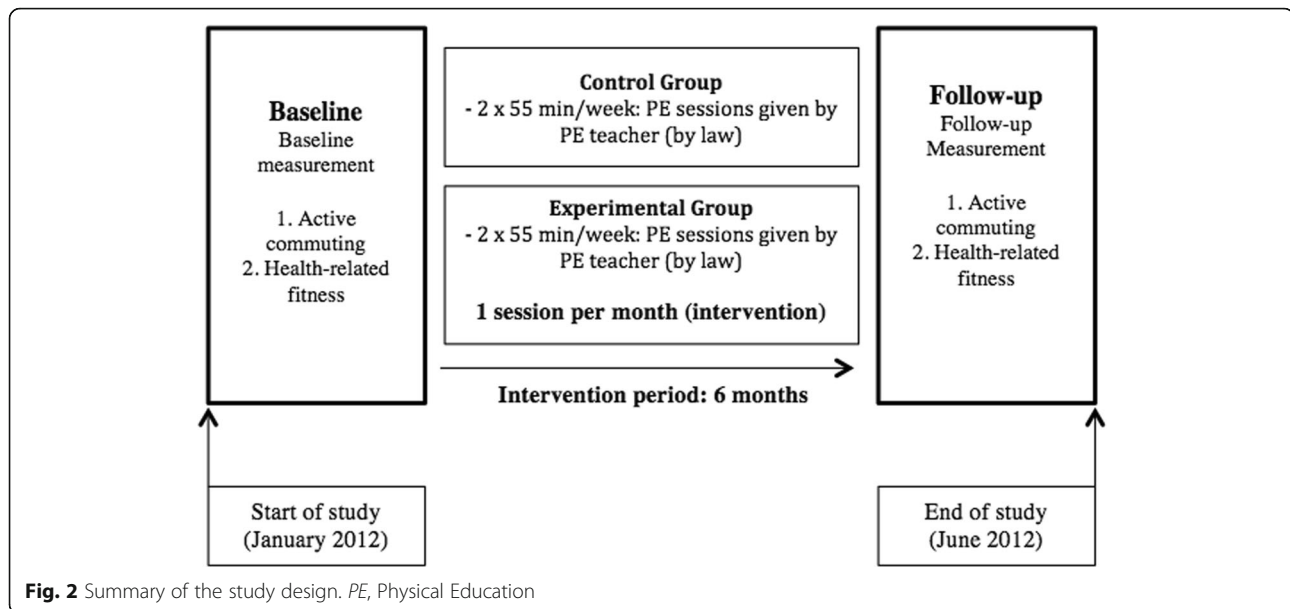 Baseline
Baseline
measurement
1. Active
commuting
2. Health-related
fitness
Control Group
- 2 x 55 min/week: PE sessions given by
PE teacher (by law)
Experimental Group
- 2 x 55 min/week: PE sessions given by
PE teacher (by law)
1 session per month (intervention)
Intervention period: 6 months
Follow-up
Follow-up
Measurement
1. Active
commuting
2. Health-related
fitness
Start of study
(January 2012)
End of study
(June 2012)
Fig. 2 Summary of the study design. PE, Physical Education